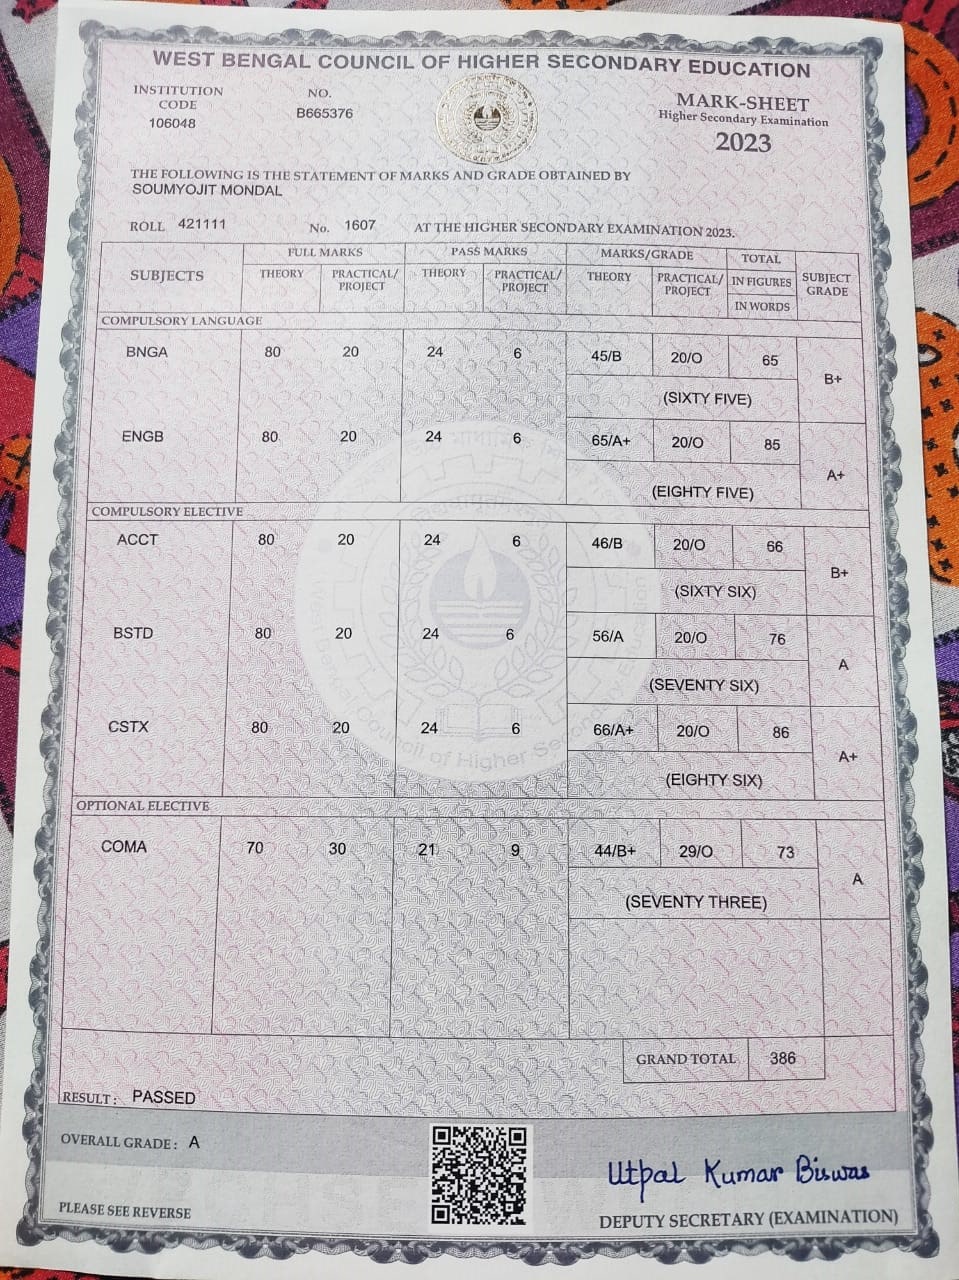 WEST BENGAL COUNCIL OF HIGHER SECONDARY EDUCATION
INSTITUTION CODE
106048
NO.
B665376
MARK-SHEET
Higher Secondary Examination
2023
THE FOLLOWING IS THE STATEMENT OF MARKS AND GRADE OBTAINED BY
SOUMYOJIT MONDAL
ROLL 421111 No. 1607 AT THE HIGHER SECONDARY EXAMINATION 2023.
SUBJECTS FULL MARKS PASS MARKS MARKS/GRADE TOTAL SUBJECT GRADE
THEORY PRACTICAL/PROJECT THEORY PRACTICAL/PROJECT THEORY PRACTICAL/PROJECT IN FIGURES
IN WORDS
COMPULSORY LANGUAGE
BNGA 80 20 24 6 45/B 20/O 65 B+
(SIXTY FIVE)
ENGB 80 20 24 6 65/A+ 20/O 85 A+
(EIGHTY FIVE)
COMPULSORY ELECTIVE
ACCT 80 20 24 6 46/B 20/O 66 B+
(SIXTY SIX)
BSTD 80 20 24 6 56/A 20/O 76 A
(SEVENTY SIX)
CSTX 80 20 24 6 66/A+ 20/O 86 A+
(EIGHTY SIX)
OPTIONAL ELECTIVE
COMA 70 30 21 9 44/B+ 29/O 73 A
(SEVENTY THREE)
GRAND TOTAL 386
RESULT : PASSED
OVERALL GRADE : A
Utpal Kumar Biswas
PLEASE SEE REVERSE
DEPUTY SECRETARY (EXAMINATION)